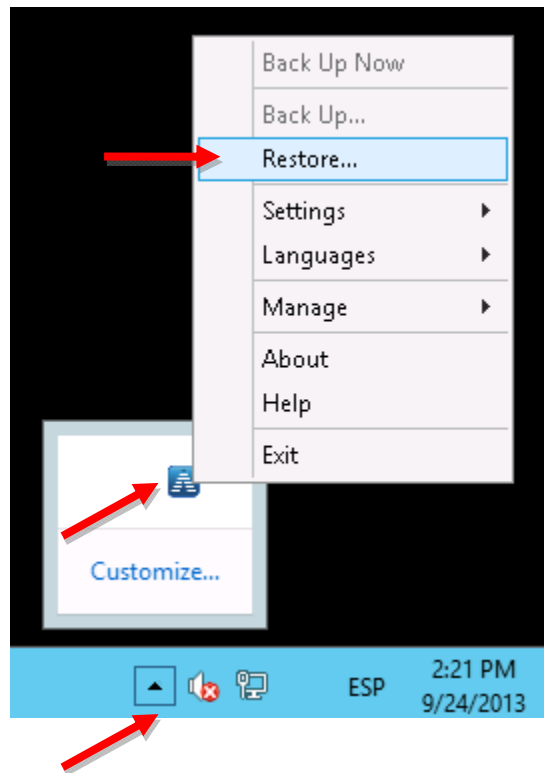 Back Up Now
Back Up...
Restore...
Settings
Languages
Manage
About
Help
Exit
Customize...
ESP
2:21 PM
9/24/2013